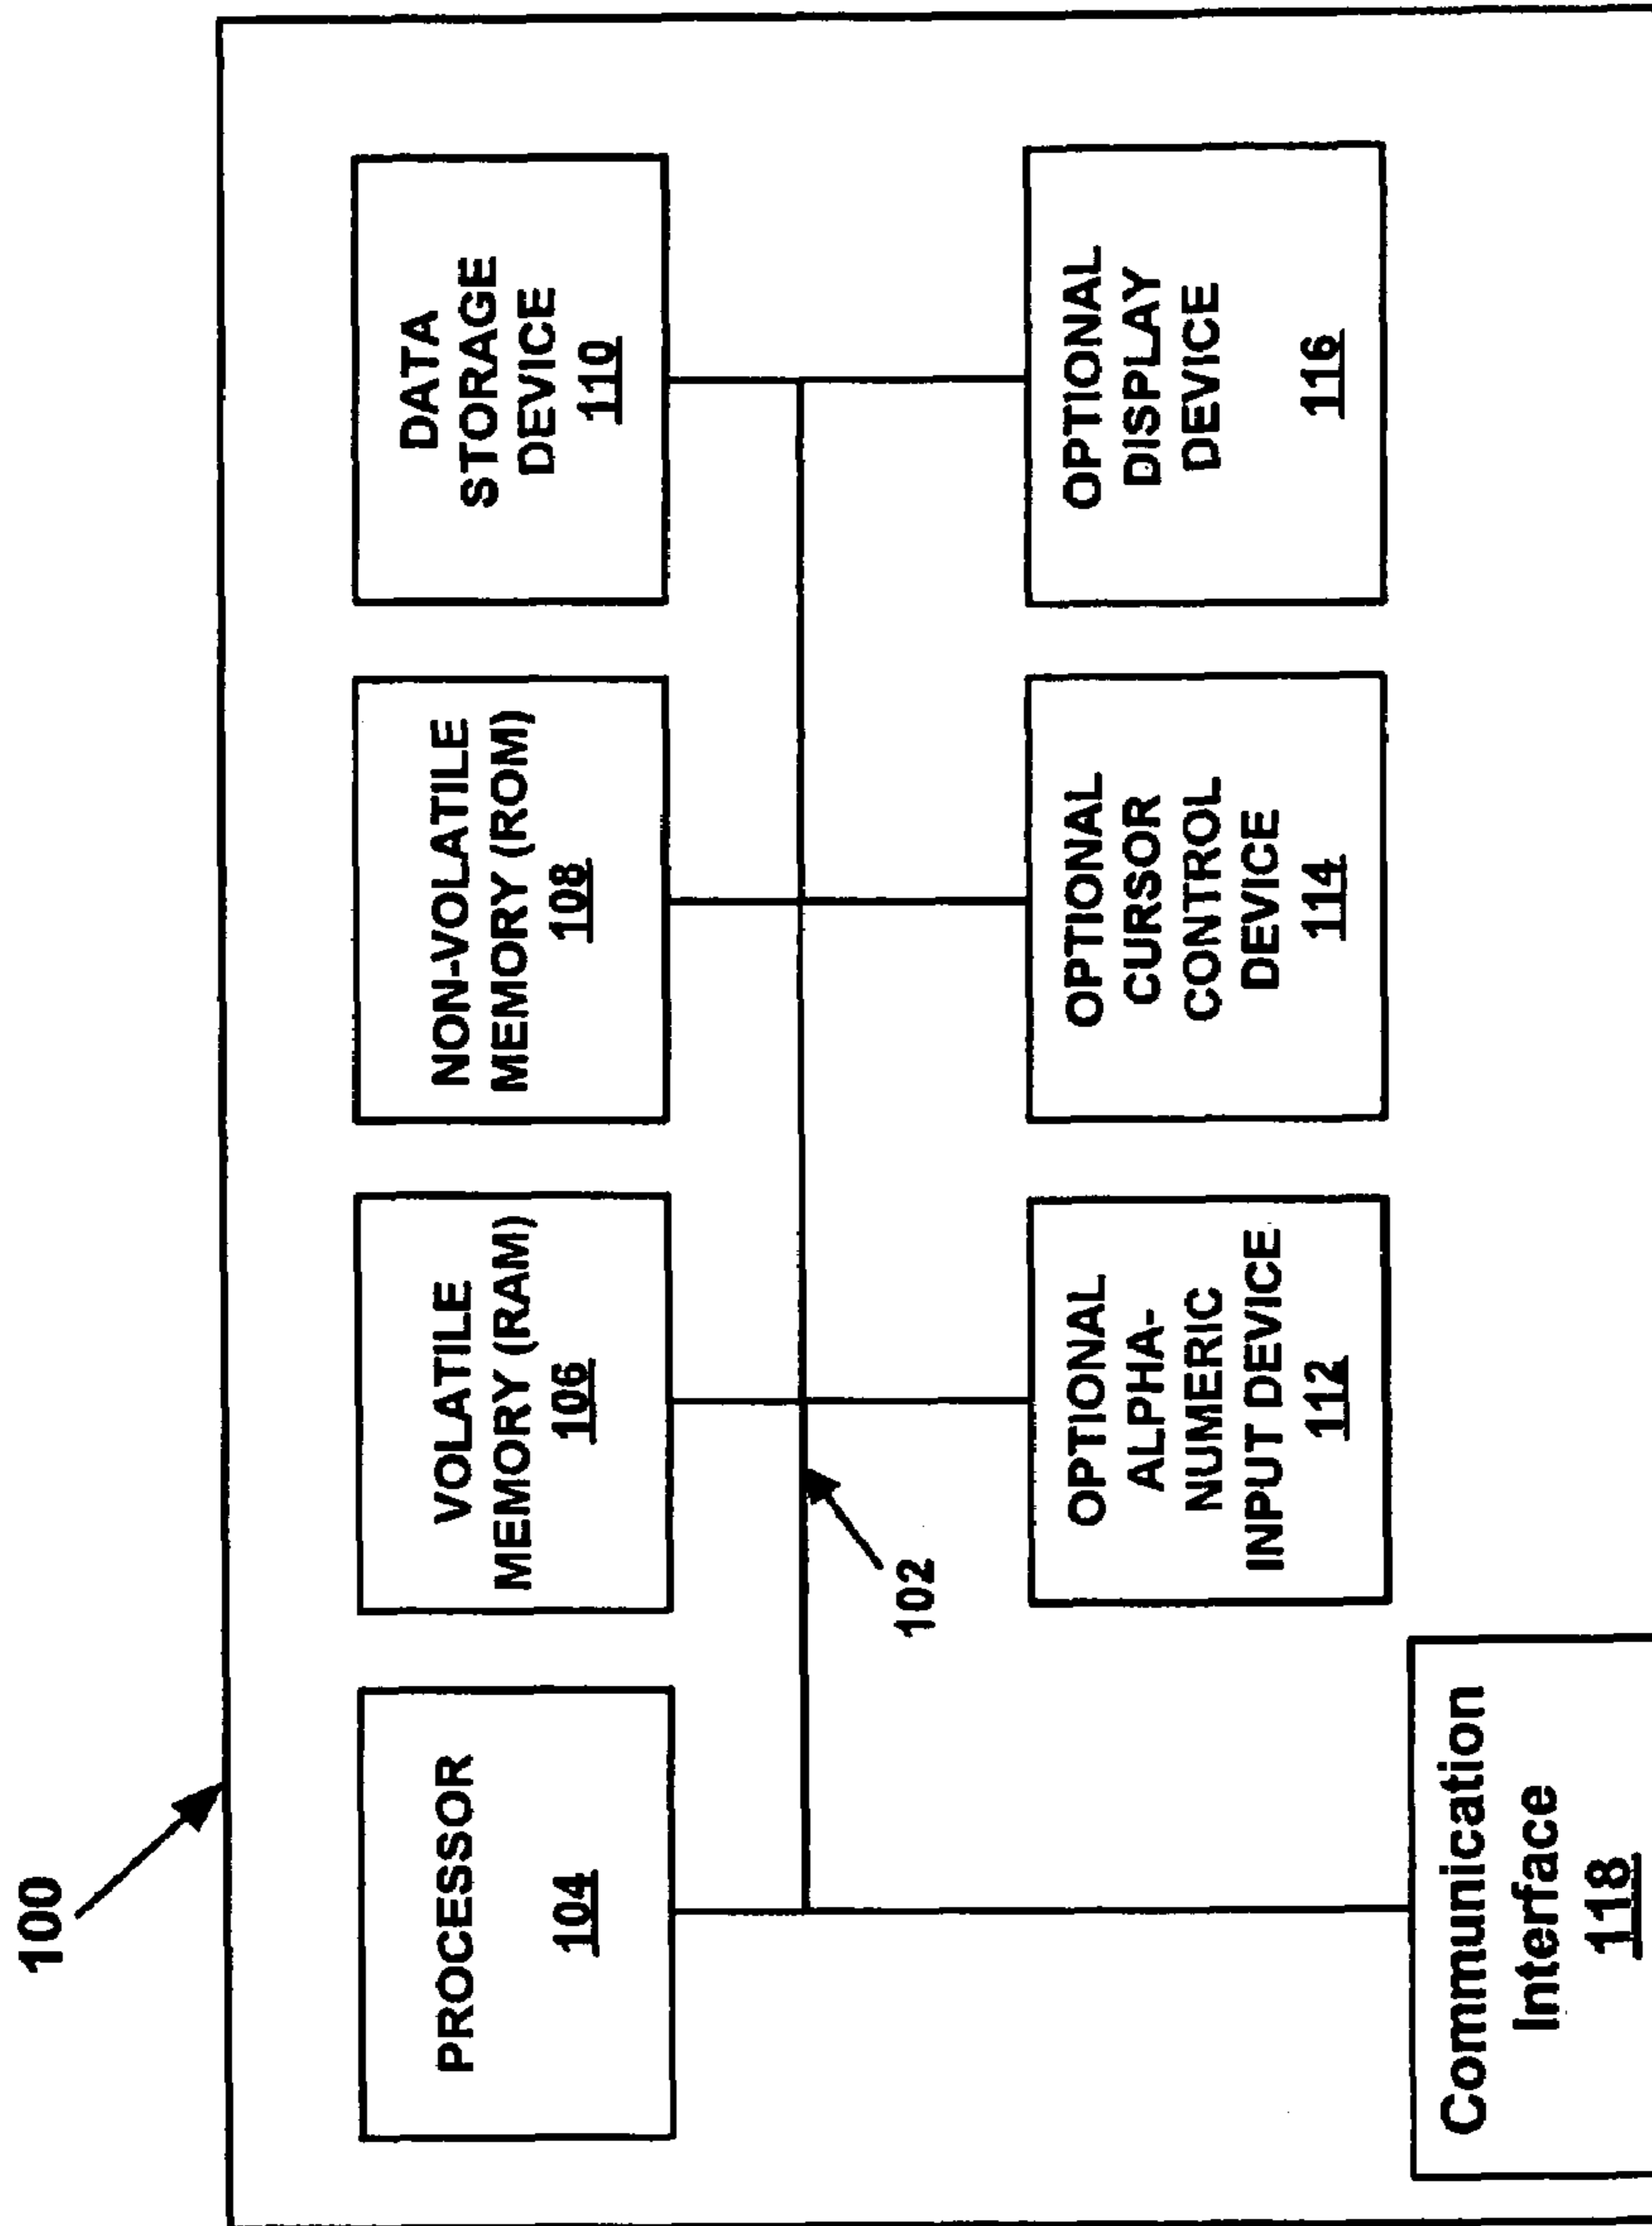 100
PROCESSOR
104
VOLATILE
MEMORY (RAM)
106
NON-VOLATILE
MEMORY (ROM)
108
DATA
STORAGE
DEVICE
110
102
OPTIONAL
ALPHA-
NUMERIC
INPUT DEVICE
112
OPTIONAL
CURSOR
CONTROL
DEVICE
114
OPTIONAL
DISPLAY
DEVICE
116
Communication
Interface
118